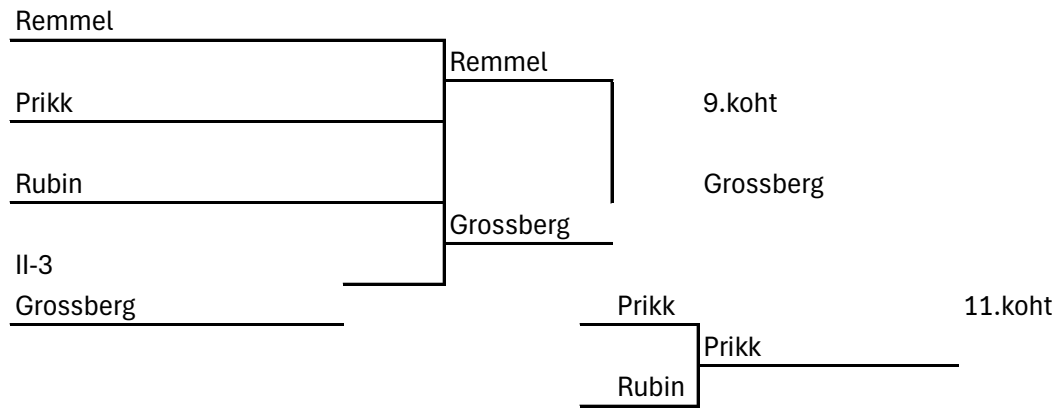 Remmel
Remmel
Prikk
9.koht
Rubin
Grossberg
Grossberg
II-3
Grossberg
Prikk
11.koht
Prikk
Rubin